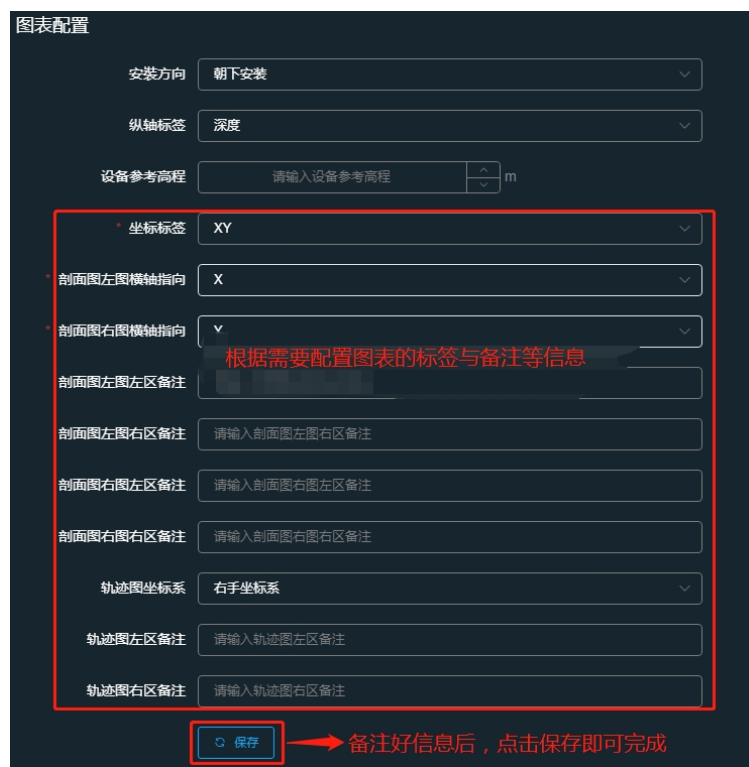 图表配置
安装方向 朝下安装
纵轴标签 深度
设备参考高程 请输入设备参考高程 m
* 坐标标签 XY
* 剖面图左图横轴指向 X
* 剖面图右图横轴指向 Y
根据需要配置图表的标签与备注等信息
剖面图左图左区备注
剖面图左图右区备注 请输入剖面图左图右区备注
剖面图右图左区备注 请输入剖面图右图左区备注
剖面图右图右区备注 请输入剖面图右图右区备注
轨迹图坐标系 右手坐标系
轨迹图左区备注 请输入轨迹图左区备注
轨迹图右区备注 请输入轨迹图右区备注
保存 备注好信息后，点击保存即可完成